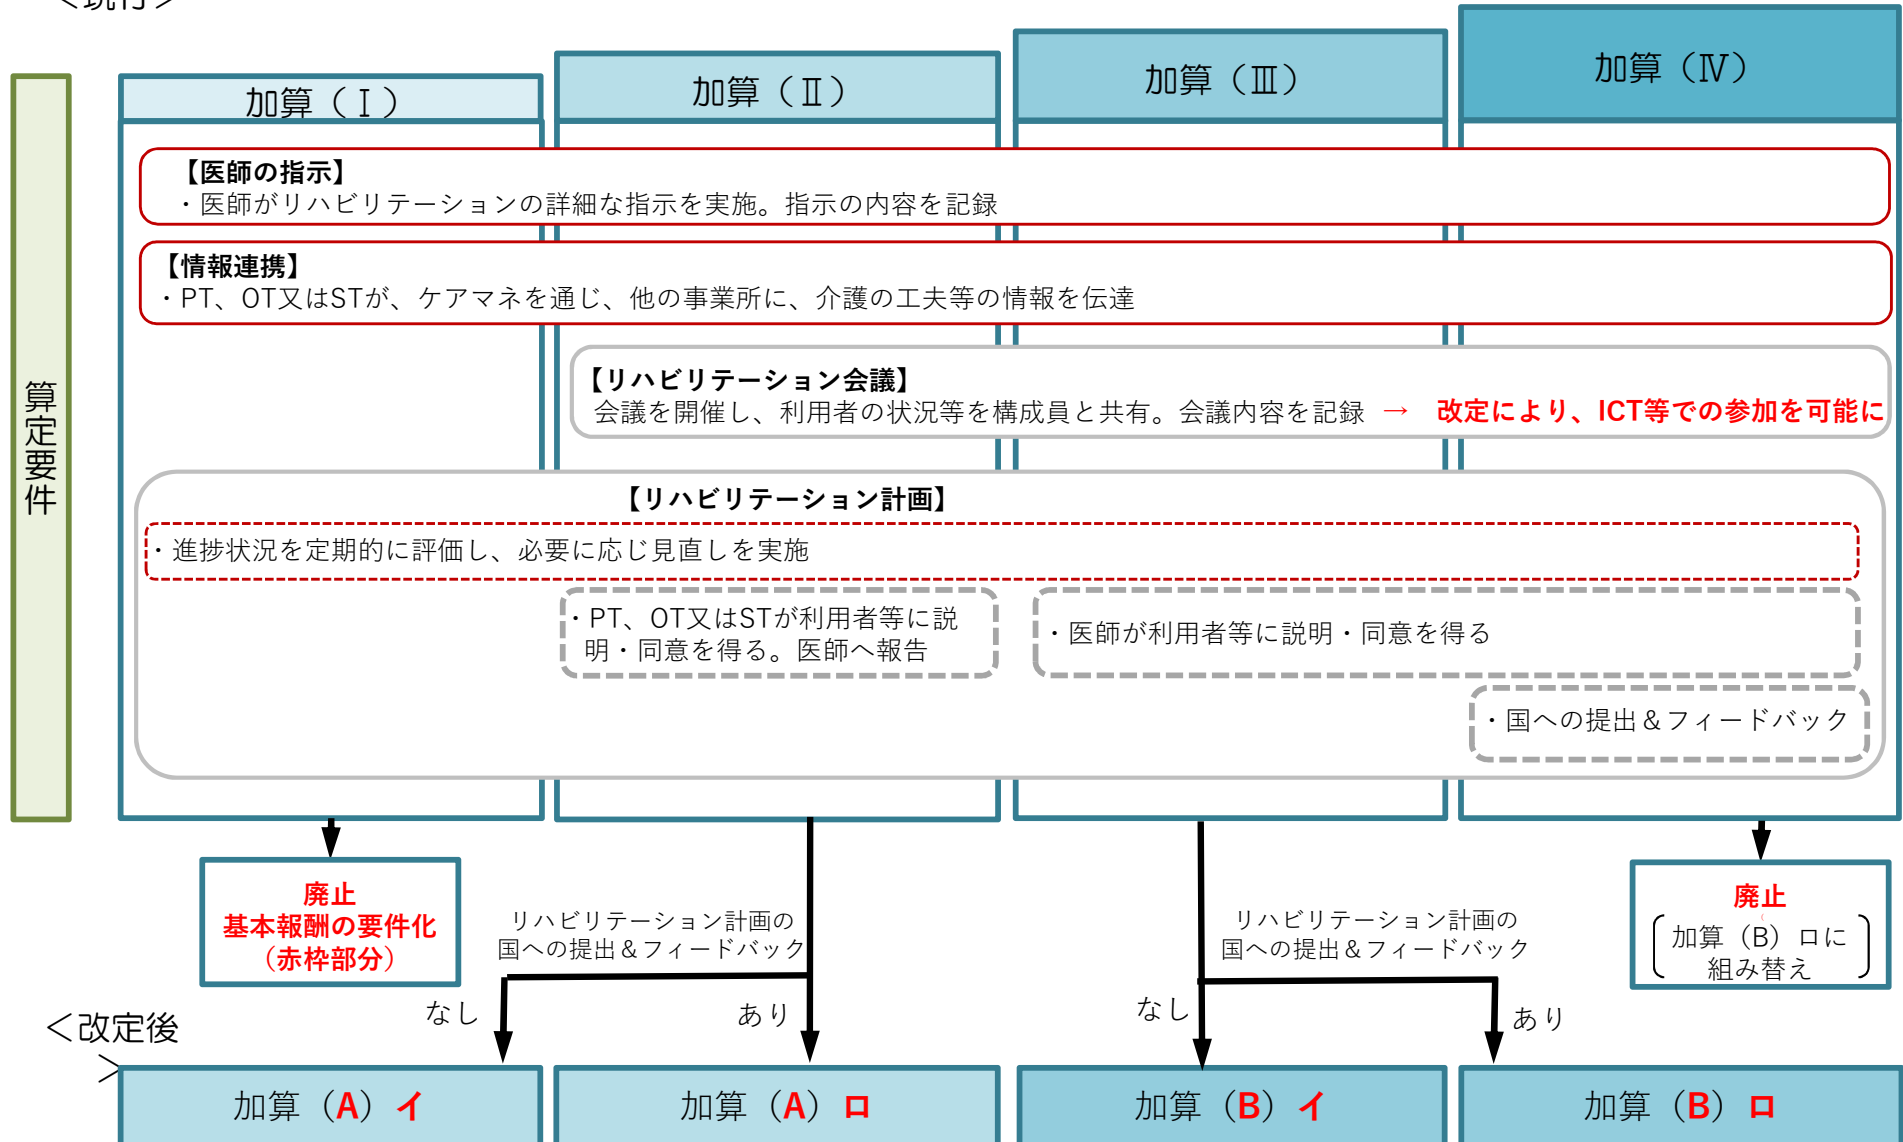 ＜現行＞
加算（Ⅰ）
加算（Ⅱ）
加算（Ⅲ）
加算（Ⅳ）
算定要件
【医師の指示】
・医師がリハビリテーションの詳細な指示を実施。指示の内容を記録
【情報連携】
・PT、OT又はSTが、ケアマネを通じ、他の事業所に、介護の工夫等の情報を伝達
【リハビリテーション会議】
会議を開催し、利用者の状況等を構成員と共有。会議内容を記録 → 改定により、ICT等での参加を可能に
【リハビリテーション計画】
・進捗状況を定期的に評価し、必要に応じ見直しを実施
・PT、OT又はSTが利用者等に説
明・同意を得る。医師へ報告
・医師が利用者等に説明・同意を得る
・国への提出＆フィードバック
廃止
基本報酬の要件化
（赤枠部分）
リハビリテーション計画の
国への提出＆フィードバック
なし
あり
リハビリテーション計画の
国への提出＆フィードバック
なし
あり
廃止
加算（B）ロに
組み替え
＜改定後
＞
加算（A）イ
加算（A）ロ
加算（B）イ
加算（B）ロ